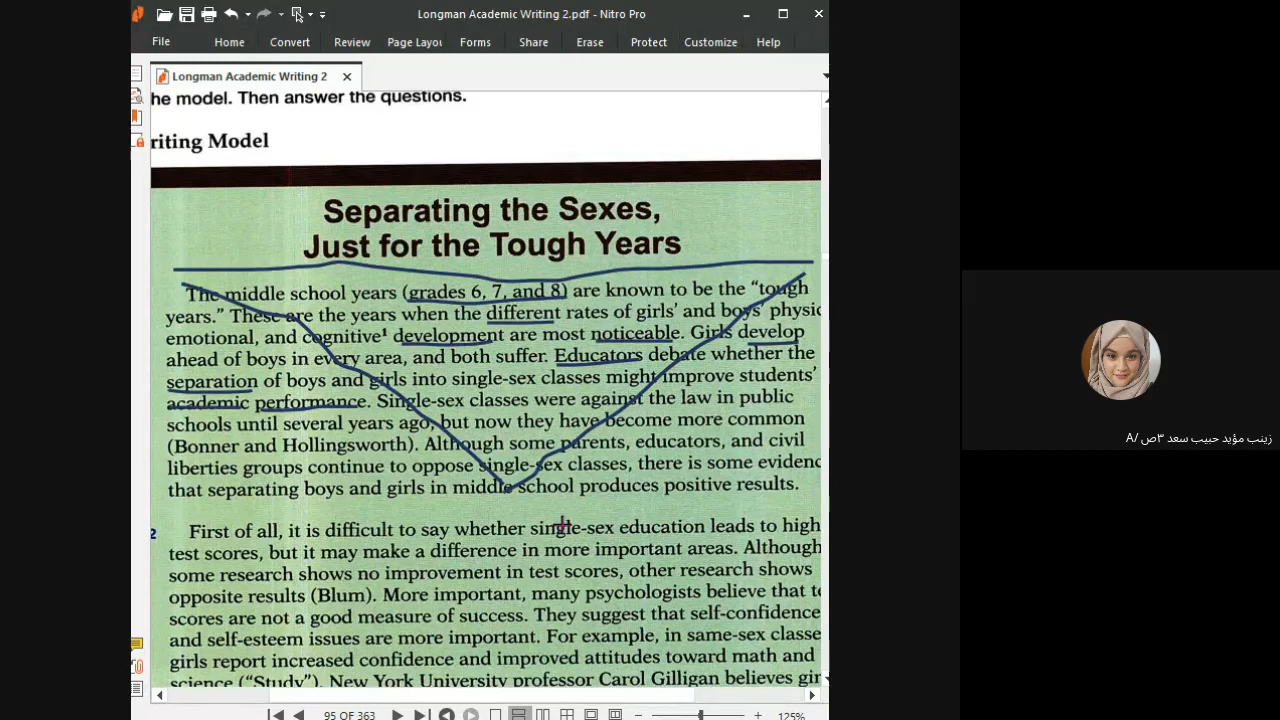 Longman Academic Writing 2.pdf - Nitro Pro
File Home Convert Review Page Layou Forms Share Erase Protect Customize Help
Longman Academic Writing 2
he model. Then answer the questions.
riting Model
Separating the Sexes,
Just for the Tough Years
The middle school years (grades 6, 7, and 8) are known to be the “tough
years.” These are the years when the different rates of girls’ and boys’ physic
emotional, and cognitive¹ development are most noticeable. Girls develop
ahead of boys in every area, and both suffer. Educators debate whether the
separation of boys and girls into single-sex classes might improve students’
academic performance. Single-sex classes were against the law in public
schools until several years ago, but now they have become more common
(Bonner and Hollingsworth). Although some parents, educators, and civil
liberties groups continue to oppose single-sex classes, there is some evidenc
that separating boys and girls in middle school produces positive results.
2 First of all, it is difficult to say whether single-sex education leads to high
test scores, but it may make a difference in more important areas. Although
some research shows no improvement in test scores, other research shows
opposite results (Blum). More important, many psychologists believe that te
scores are not a good measure of success. They suggest that self-confidence
and self-esteem issues are more important. For example, in same-sex classe
girls report increased confidence and improved attitudes toward math and
science (“Study”). New York University professor Carol Gilligan believes gir
95 OF 363
125%
زينب مؤيد حبيب سعد ٣ص /A